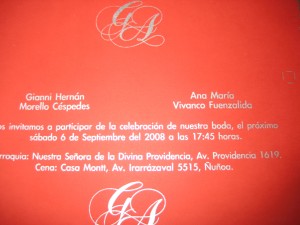 GA
Gianni Hernán Ana María
Morello Céspedes Vivanco Fuenzalida
os invitamos a participar de la celebración de nuestra boda, el próximo
sábado 6 de Septiembre del 2008 a las 17:45 horas.
arroquia: Nuestra Señora de la Divina Providencia, Av. Providencia 1619,
Cena: Casa Montt, Av. Irarrázaval 5515, Ñuñoa.
GA